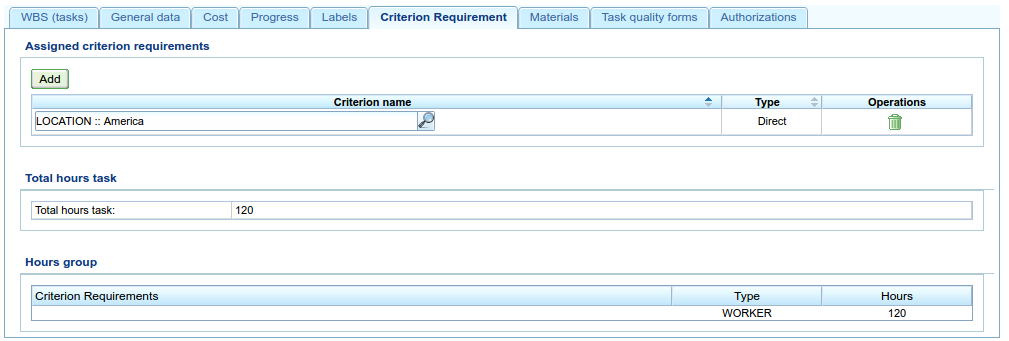 WBS (tasks) General data Cost Progress Labels Criterion Requirement Materials Task quality forms Authorizations
Assigned criterion requirements
Add
Criterion name Type Operations
LOCATION :: America Direct
Total hours task
Total hours task: 120
Hours group
Criterion Requirements Type Hours
WORKER 120